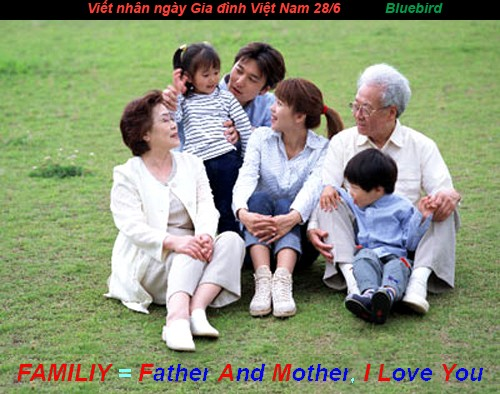 Viết nhân ngày Gia đình Việt Nam 28/6 Bluebird
FAMILIY = Father And Mother, I Love You